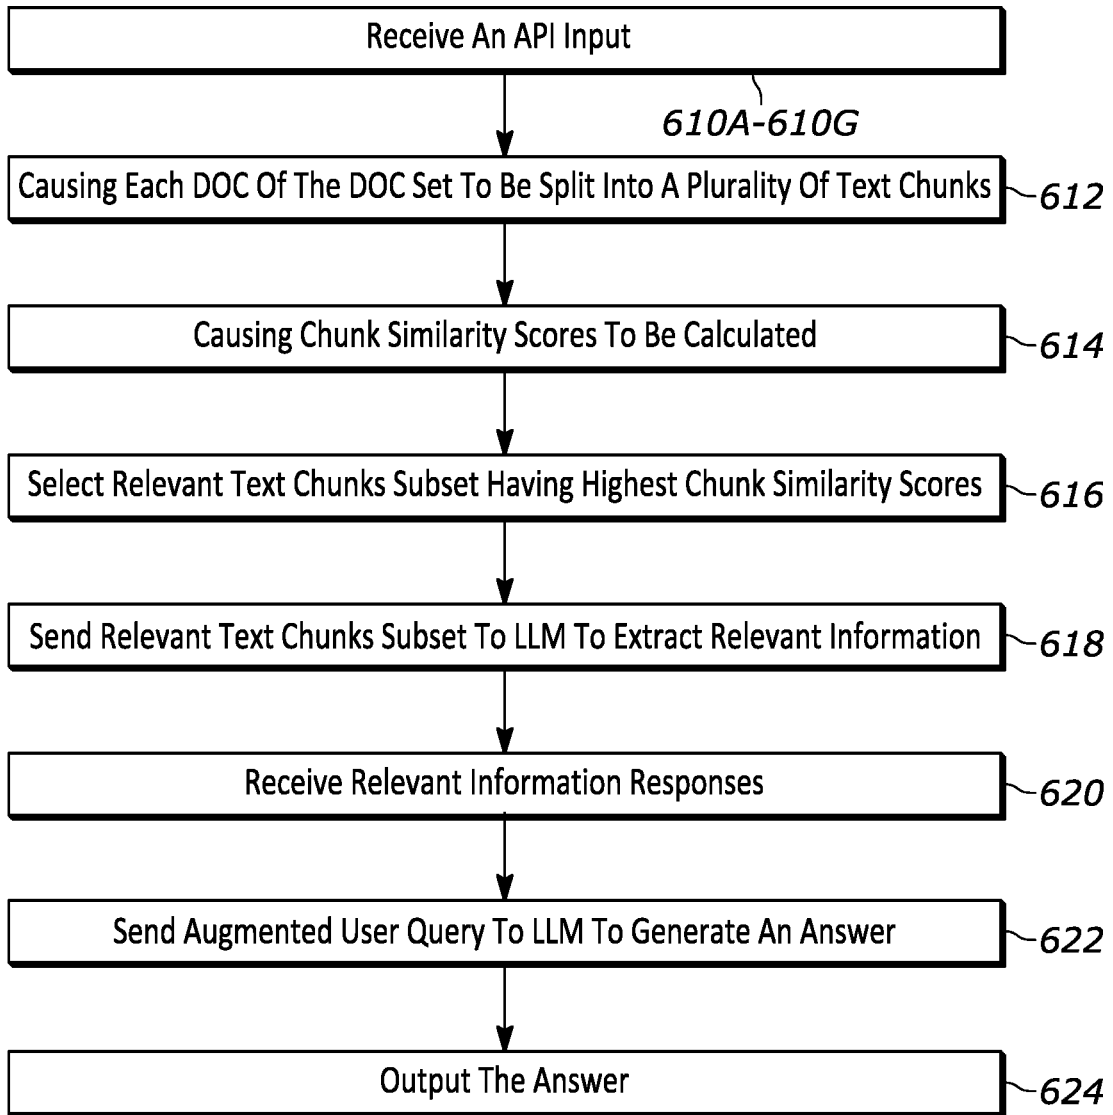 Receive An API Input
610A-610G
Causing Each DOC Of The DOC Set To Be Split Into A Plurality Of Text Chunks
612
Causing Chunk Similarity Scores To Be Calculated
614
Select Relevant Text Chunks Subset Having Highest Chunk Similarity Scores
616
Send Relevant Text Chunks Subset To LLM To Extract Relevant Information
618
Receive Relevant Information Responses
620
Send Augmented User Query To LLM To Generate An Answer
622
Output The Answer
624